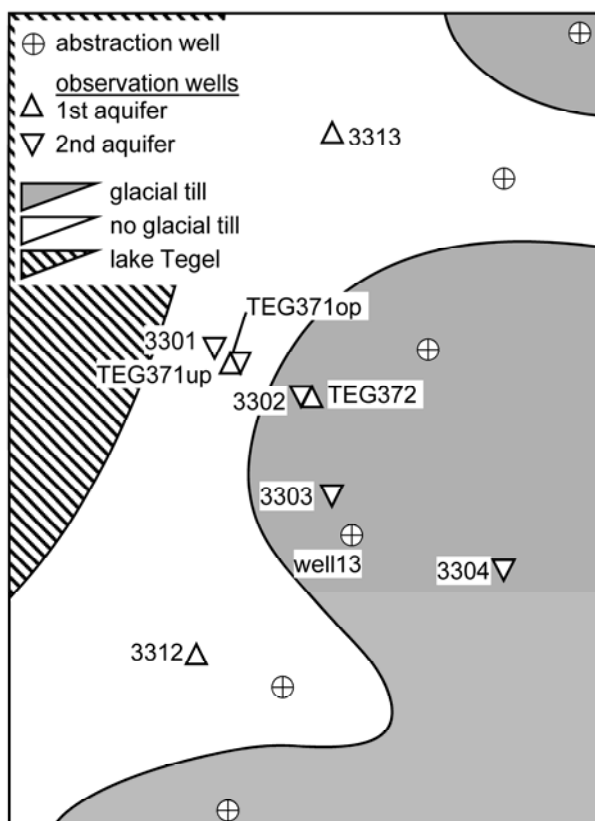 abstraction well
observation wells
1st aquifer
2nd aquifer
glacial till
no glacial till
lake Tegel
3313
TEG371op
3301
TEG371up
3302
TEG372
3303
well13
3304
3312